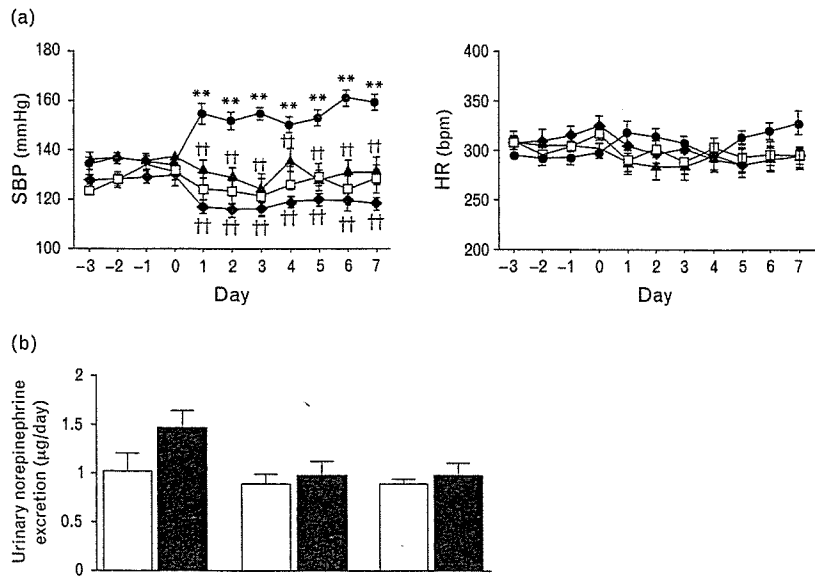 (a)
180
160
140
120
100
SBP (mmHg)
** ** ** ** ** ** **
†† †† †† †† †† †† ††
†† †† †† †† †† †† ††
-3 -2 -1 0 1 2 3 4 5 6 7
Day
400
350
300
250
200
HR (bpm)
-3 -2 -1 0 1 2 3 4 5 6 7
Day
(b)
2
1.5
1
0.5
0
Urinary norepinephrine
excretion (μg/day)